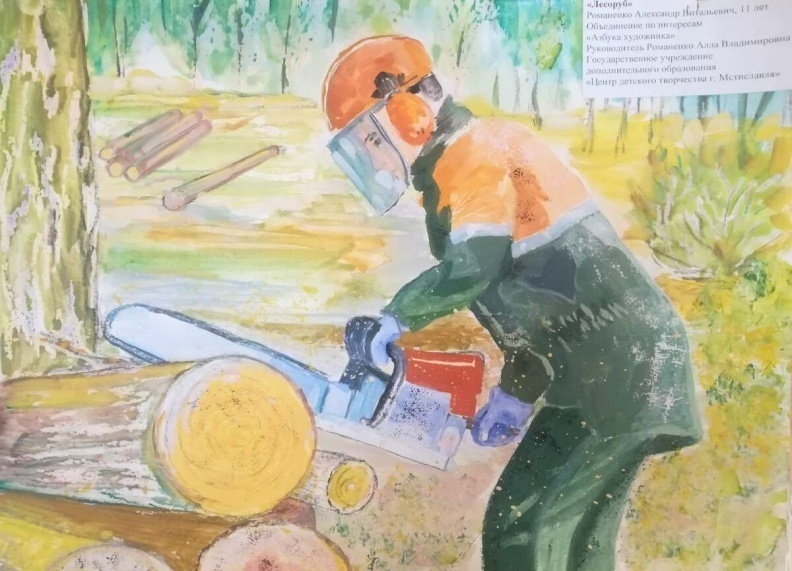 «Лесоруб»
Романенко Александр Витальевич, 11 лет
Объединение по интересам
«Азбука художника»
Руководитель Романенко Алла Владимировна
Государственное учреждение
дополнительного образования
«Центр детского творчества г. Мстиславля»